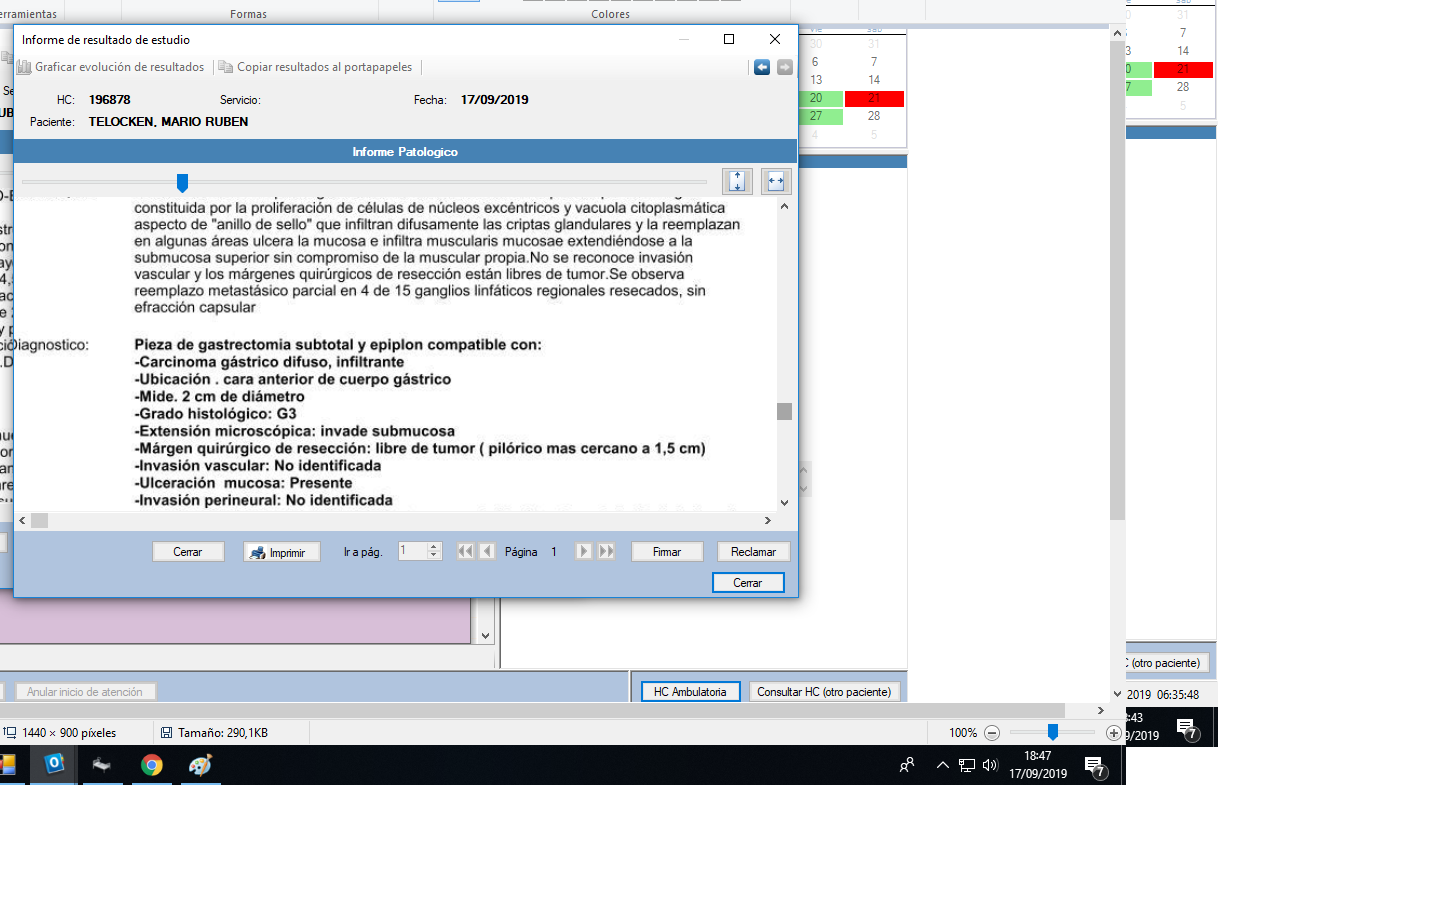 erramientas
Formas
Colores
Informe de resultado de estudio
Graficar evolución de resultados
Copiar resultados al portapapeles
HC: 196878
Servicio:
Fecha: 17/09/2019
Paciente: TELOCKEN, MARIO RUBEN
Informe Patologico
constituida por la proliferación de células de núcleos excéntricos y vacuola citoplasmática
aspecto de "anillo de sello" que infiltran difusamente las criptas glandulares y la reemplazan
en algunas áreas ulcera la mucosa e infiltra muscularis mucosae extendiéndose a la
submucosa superior sin compromiso de la muscular propia.No se reconoce invasión
vascular y los márgenes quirúrgicos de resección están libres de tumor.Se observa
reemplazo metastásico parcial en 4 de 15 ganglios linfáticos regionales resecados, sin
efracción capsular
Diagnostico:
Pieza de gastrectomia subtotal y epiplon compatible con:
-Carcinoma gástrico difuso, infiltrante
-Ubicación . cara anterior de cuerpo gástrico
-Mide. 2 cm de diámetro
-Grado histológico: G3
-Extensión microscópica: invade submucosa
-Márgen quirúrgico de resección: libre de tumor ( pilórico mas cercano a 1,5 cm)
-Invasión vascular: No identificada
-Ulceración mucosa: Presente
-Invasión perineural: No identificada
Cerrar
Imprimir
Ir a pág. 1
Página 1
Firmar
Reclamar
Cerrar
vie sáb
30 31
6 7
13 14
20 21
27 28
4 5
31
7
14
21
28
5
Anular inicio de atención
HC Ambulatoria
Consultar HC (otro paciente)
C (otro paciente)
2019 06:35:48
1440 × 900 píxeles
Tamaño: 290,1KB
100%
:43
9/2019
7
18:47
17/09/2019
7